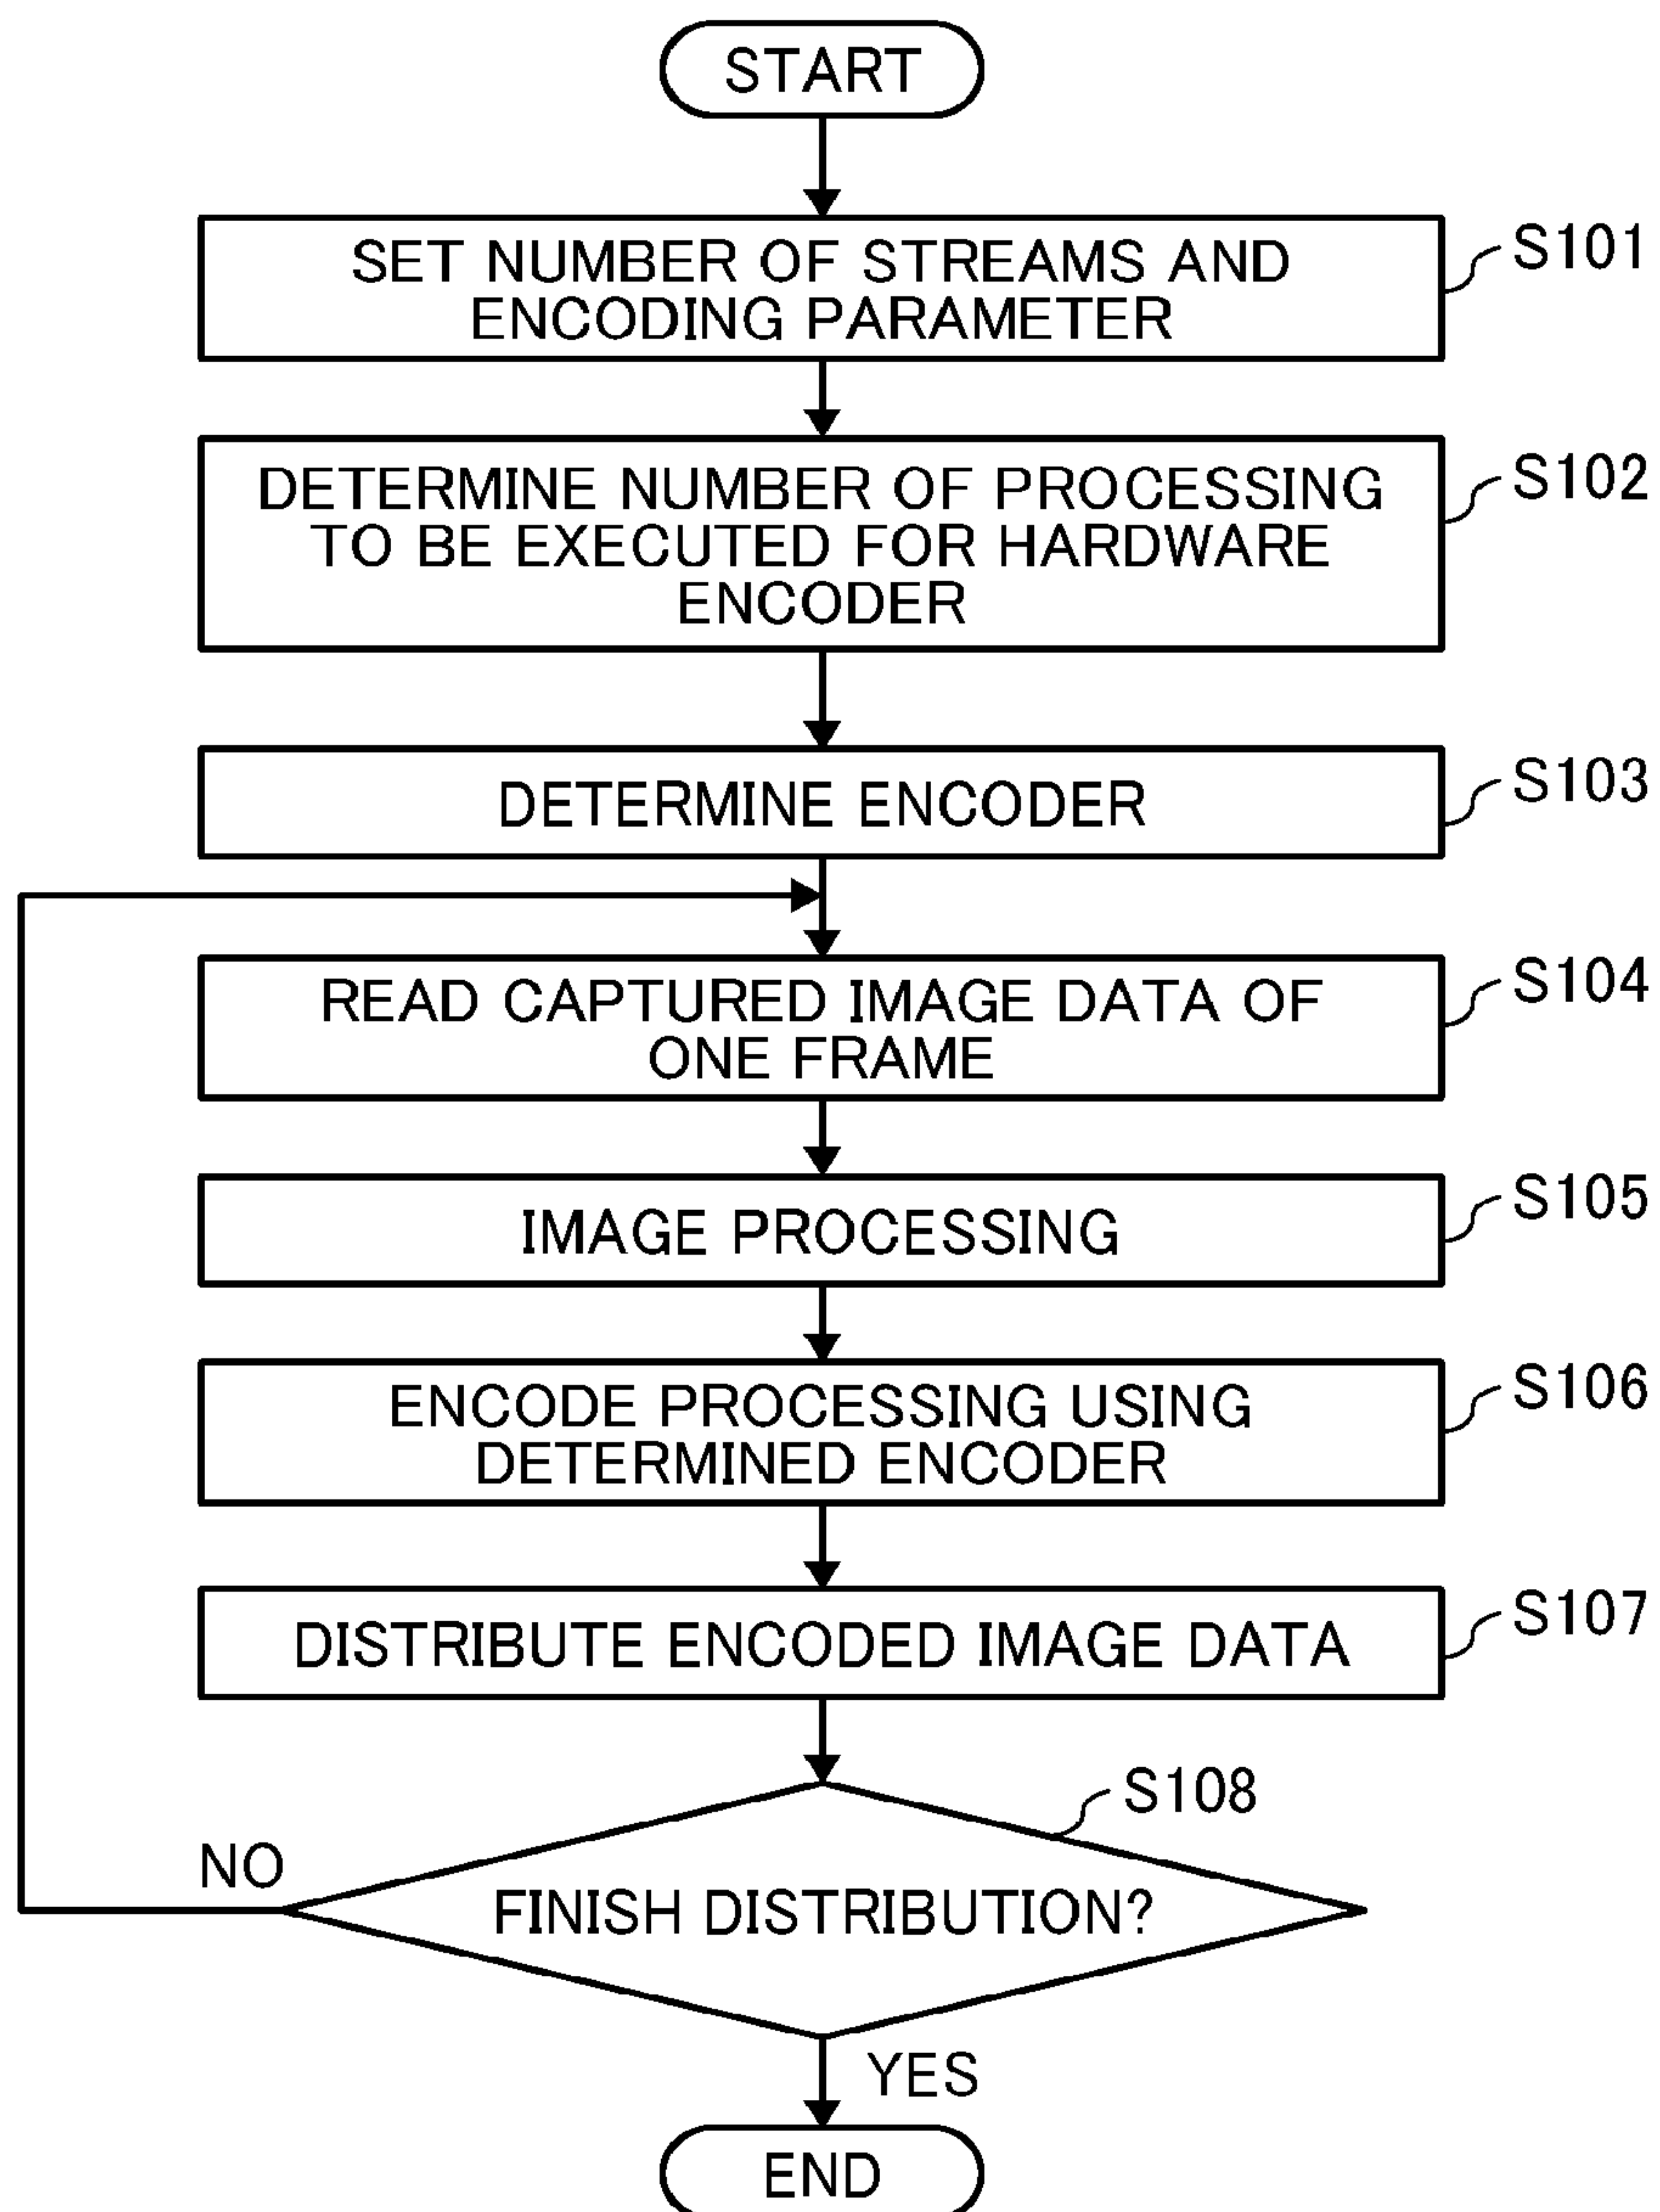 START
SET NUMBER OF STREAMS AND
ENCODING PARAMETER
S101
DETERMINE NUMBER OF PROCESSING
TO BE EXECUTED FOR HARDWARE
ENCODER
S102
DETERMINE ENCODER
S103
READ CAPTURED IMAGE DATA OF
ONE FRAME
S104
IMAGE PROCESSING
S105
ENCODE PROCESSING USING
DETERMINED ENCODER
S106
DISTRIBUTE ENCODED IMAGE DATA
S107
S108
NO
FINISH DISTRIBUTION?
YES
END